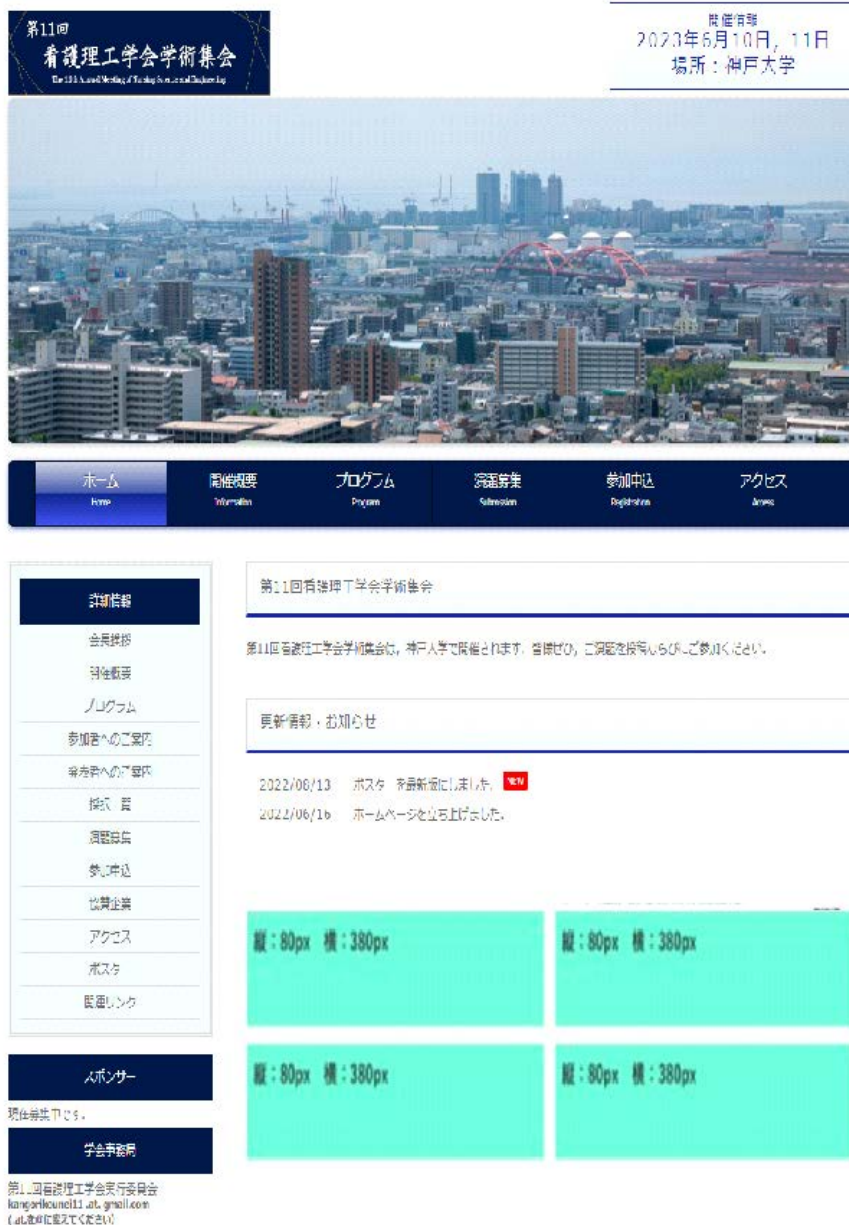 第11回
看護理工学会学術集会
The 11th Annual Meeting of Nursing Science and Engineering
開催情報
2023年6月10日, 11日
場所：神戸大学
ホーム
Home
開催概要
Information
プログラム
Program
演題募集
Submission
参加申込
Registration
アクセス
Access
詳細情報
会長挨拶
開催概要
プログラム
参加者へのご案内
発表者へのご案内
採択一覧
演題募集
参加申込
協賛企業
アクセス
ポスター
関連リンク
スポンサー
現在募集中です。
学会事務局
第11回看護理工学会実行委員会
.at. gmail.com
(.at.を@に変えてください)
第11回看護理工学会学術集会
第11回看護理工学会学術集会は，神戸大学で開催されます．皆様ぜひ，ご演題を投稿ならびにご参加ください．
更新情報・お知らせ
2022/08/13 ポスターを最新版にしました. NEW
2022/06/16 ホームページを立ち上げました.
縦：80px 横：380px
縦：80px 横：380px
縦：80px 横：380px
縦：80px 横：380px